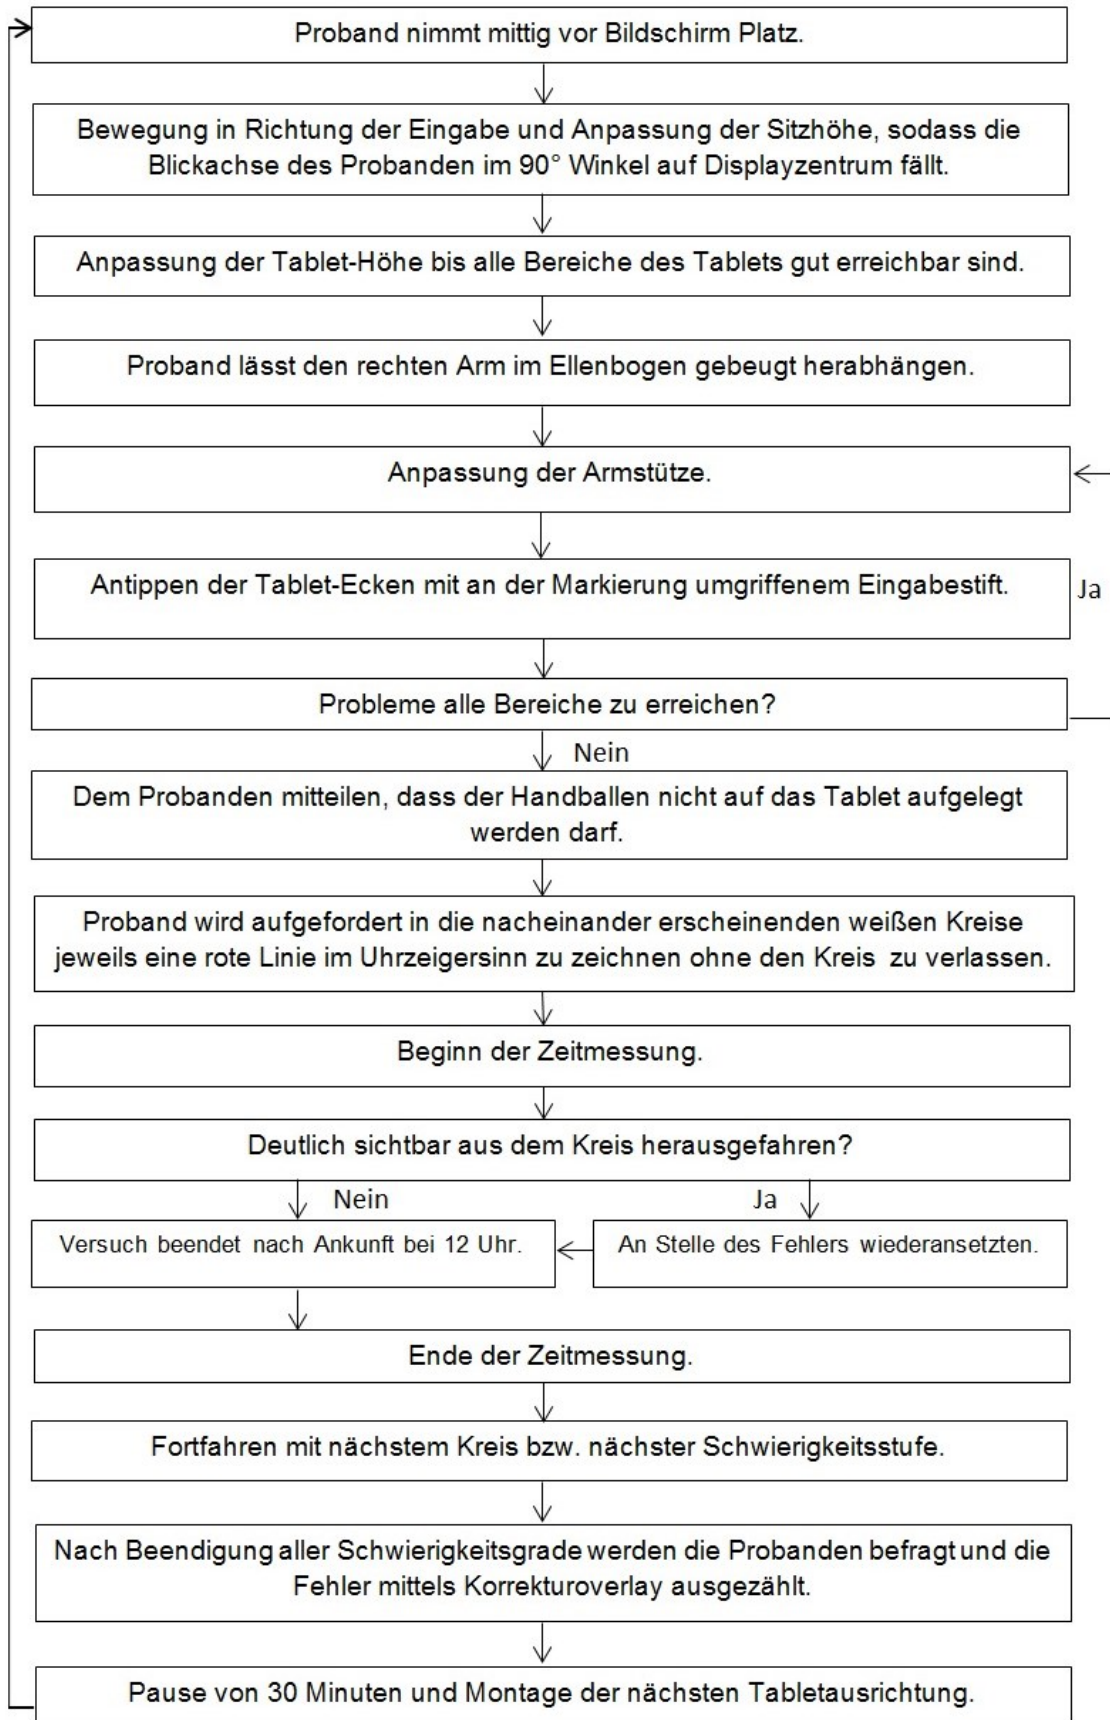 Proband nimmt mittig vor Bildschirm Platz.
Bewegung in Richtung der Eingabe und Anpassung der Sitzhöhe, sodass die
Blickachse des Probanden im 90° Winkel auf Displayzentrum fällt.
Anpassung der Tablet-Höhe bis alle Bereiche des Tablets gut erreichbar sind.
Proband lässt den rechten Arm im Ellenbogen gebeugt herabhängen.
Anpassung der Armstütze.
Antippen der Tablet-Ecken mit an der Markierung umgriffenem Eingabestift.
Ja
Probleme alle Bereiche zu erreichen?
Nein
Dem Probanden mitteilen, dass der Handballen nicht auf das Tablet aufgelegt
werden darf.
Proband wird aufgefordert in die nacheinander erscheinenden weißen Kreise
jeweils eine rote Linie im Uhrzeigersinn zu zeichnen ohne den Kreis zu verlassen.
Beginn der Zeitmessung.
Deutlich sichtbar aus dem Kreis herausgefahren?
Nein Ja
Versuch beendet nach Ankunft bei 12 Uhr. An Stelle des Fehlers wiederansetzten.
Ende der Zeitmessung.
Fortfahren mit nächstem Kreis bzw. nächster Schwierigkeitsstufe.
Nach Beendigung aller Schwierigkeitsgrade werden die Probanden befragt und die
Fehler mittels Korrekturoverlay ausgezählt.
Pause von 30 Minuten und Montage der nächsten Tabletausrichtung.